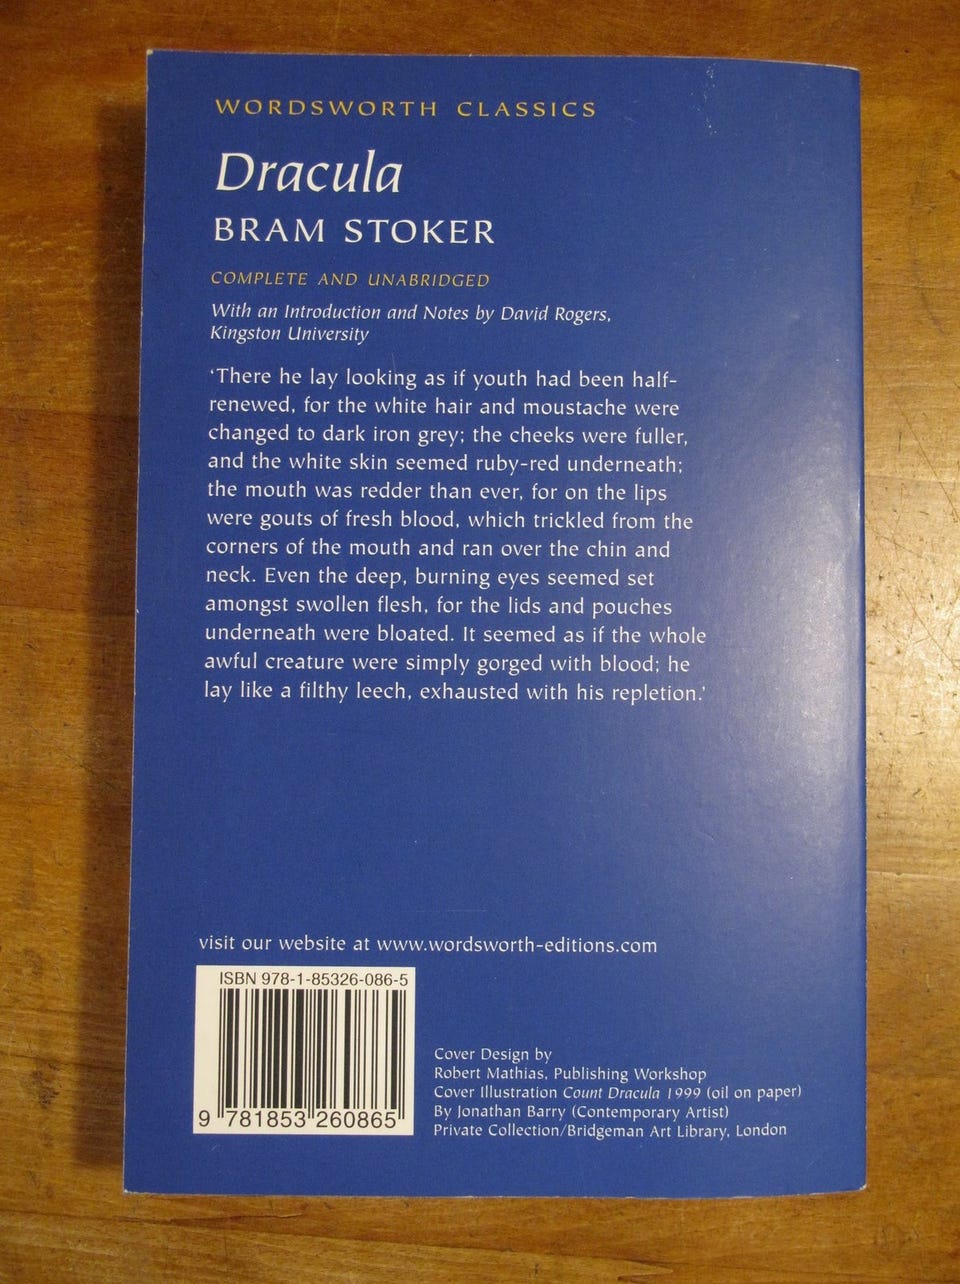 WORDSWORTH CLASSICS
Dracula
BRAM STOKER
COMPLETE AND UNABRIDGED
With an Introduction and Notes by David Rogers,
Kingston University
‘There he lay looking as if youth had been half-
renewed, for the white hair and moustache were
changed to dark iron grey; the cheeks were fuller,
and the white skin seemed ruby-red underneath;
the mouth was redder than ever, for on the lips
were gouts of fresh blood, which trickled from the
corners of the mouth and ran over the chin and
neck. Even the deep, burning eyes seemed set
amongst swollen flesh, for the lids and pouches
underneath were bloated. It seemed as if the whole
awful creature were simply gorged with blood; he
lay like a filthy leech, exhausted with his repletion.’
visit our website at www.wordsworth-editions.com
ISBN 978-1-85326-086-5
9 781853 260865
Cover Design by
Robert Mathias, Publishing Workshop
Cover Illustration Count Dracula 1999 (oil on paper)
By Jonathan Barry (Contemporary Artist)
Private Collection/Bridgeman Art Library, London